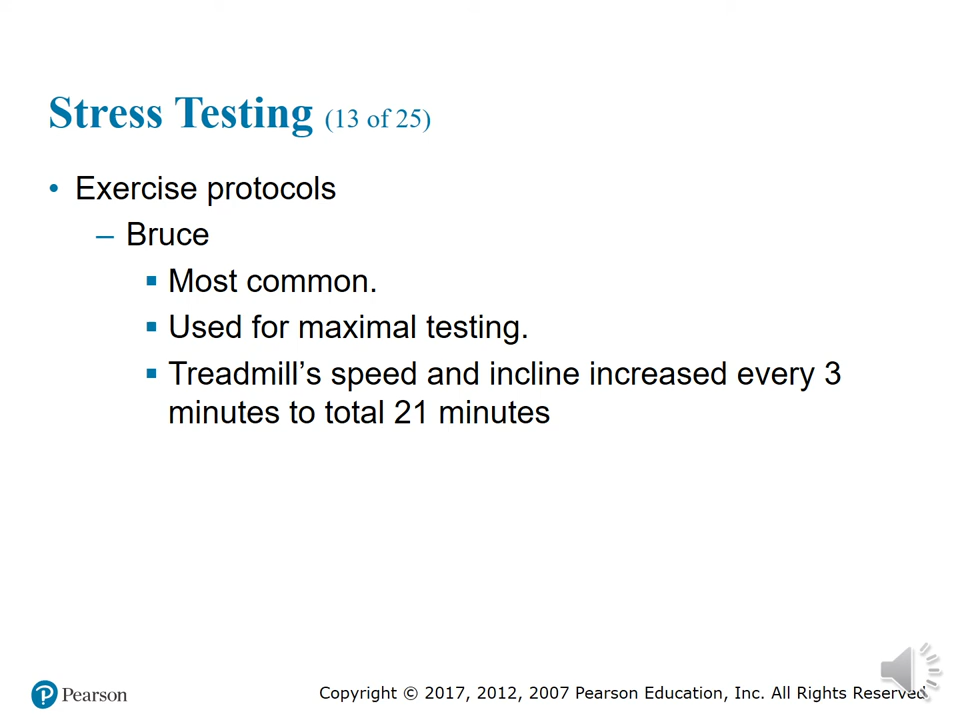 Stress Testing (13 of 25)
• Exercise protocols
– Bruce
▪ Most common.
▪ Used for maximal testing.
▪ Treadmill’s speed and incline increased every 3
minutes to total 21 minutes
Pearson
Copyright © 2017, 2012, 2007 Pearson Education, Inc. All Rights Reserved